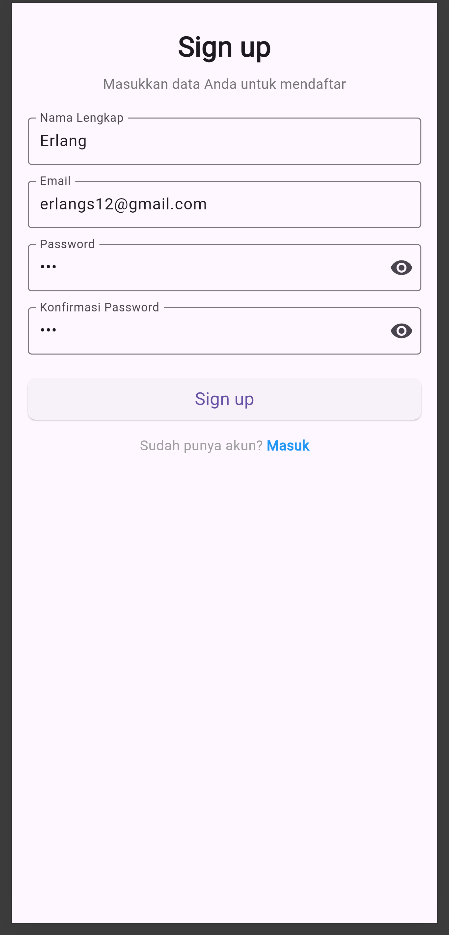 Sign up
Masukkan data Anda untuk mendaftar
Nama Lengkap
Erlang
Email
erlangs12@gmail.com
Password
•••
Konfirmasi Password
•••
Sign up
Sudah punya akun? Masuk